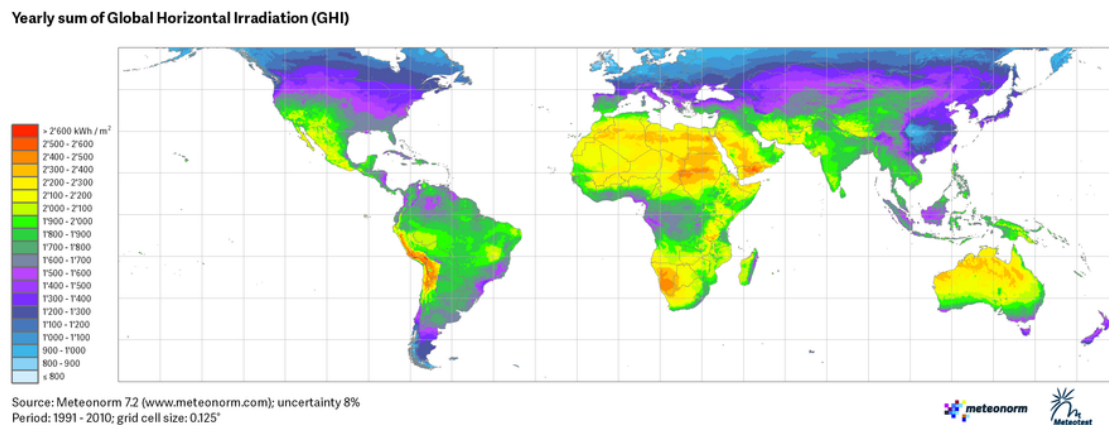 Yearly sum of Global Horizontal Irradiation (GHI)
> 2'600 kWh / m²
2'500 - 2'600
2'400 - 2'500
2'300 - 2'400
2'200 - 2'300
2'100 - 2'200
2'000 - 2'100
1'900 - 2'000
1'800 - 1'900
1'700 - 1'800
1'600 - 1'700
1'500 - 1'600
1'400 - 1'500
1'300 - 1'400
1'200 - 1'300
1'100 - 1'200
1'000 - 1'100
900 - 1'000
800 - 900
≤ 800
Source: Meteonorm 7.2 (www.meteonorm.com); uncertainty 8%
Period: 1991 - 2010; grid cell size: 0.125°
meteonorm
Meteotest